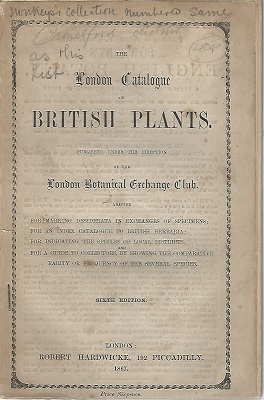 collection numbered same
as this
List
THE
London Catalogue
OF
BRITISH PLANTS.
PUBLISHED UNDER THE DIRECTION
OF THE
London Botanical Exchange Club.
ADAPTED
FOR MARKING DESIDERATA IN EXCHANGES OF SPECIMENS;
FOR AN INDEX CATALOGUE TO BRITISH HERBARIA;
FOR INDICATING THE SPECIES OF LOCAL DISTRICTS;
AND
FOR A GUIDE TO COLLECTORS, BY SHOWING THE COMPARATIVE
RARITY OR FREQUENCY OF THE SEVERAL SPECIES.
SIXTH EDITION.
LONDON:
ROBERT HARDWICKE, 192 PICCADILLY.
1867.
Price Sixpence.